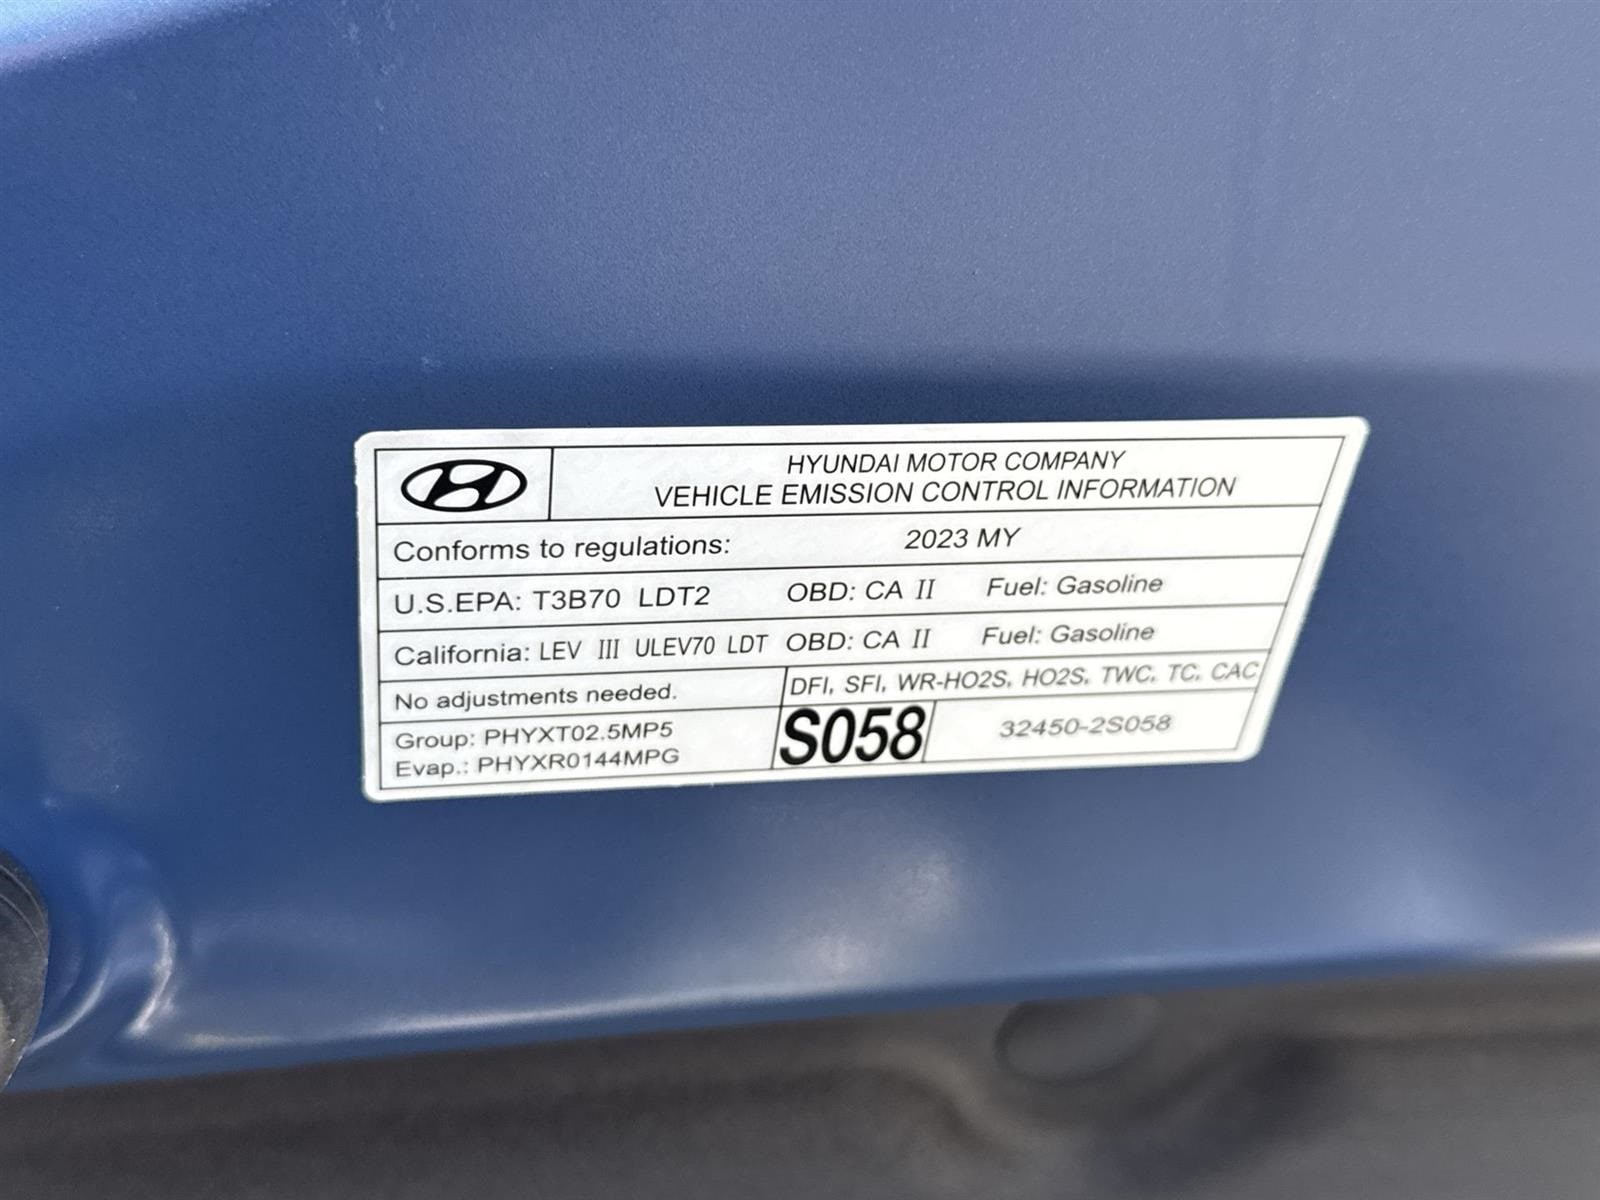 HYUNDAI MOTOR COMPANY
VEHICLE EMISSION CONTROL INFORMATION
Conforms to regulations: 2023 MY
U.S.EPA: T3B70 LDT2 OBD: CA II Fuel: Gasoline
California: LEV III ULEV70 LDT OBD: CA II Fuel: Gasoline
No adjustments needed. DFI, SFI, WR-HO2S, HO2S, TWC, TC, CAC
Group: PHYXT02.5MP5
Evap.: PHYXR0144MPG
S058 32450-2S058